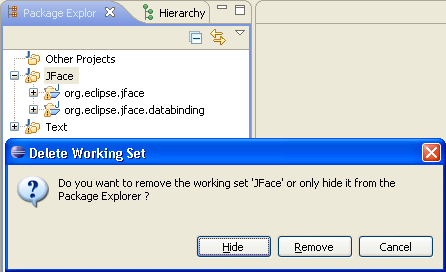 Package Explor
Hierarchy
Other Projects
JFace
org.eclipse.jface
org.eclipse.jface.databinding
Text
Delete Working Set
Do you want to remove the working set 'JFace' or only hide it from the
Package Explorer ?
Hide Remove Cancel